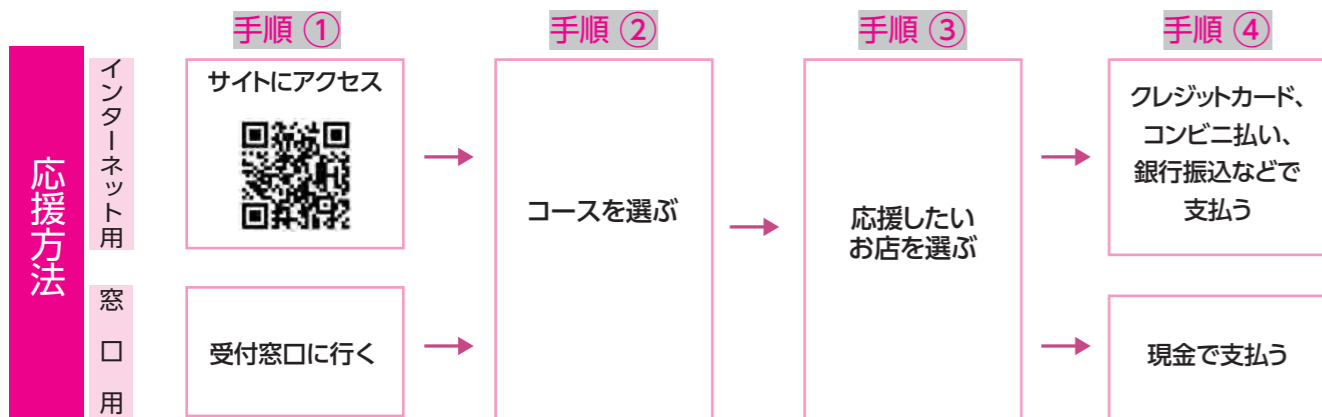 手順 ①
手順 ②
手順 ③
手順 ④
応援方法
インターネット用
サイトにアクセス
コースを選ぶ
応援したい
お店を選ぶ
クレジットカード、
コンビニ払い、
銀行振込などで
支払う
窓口用
受付窓口に行く
現金で支払う